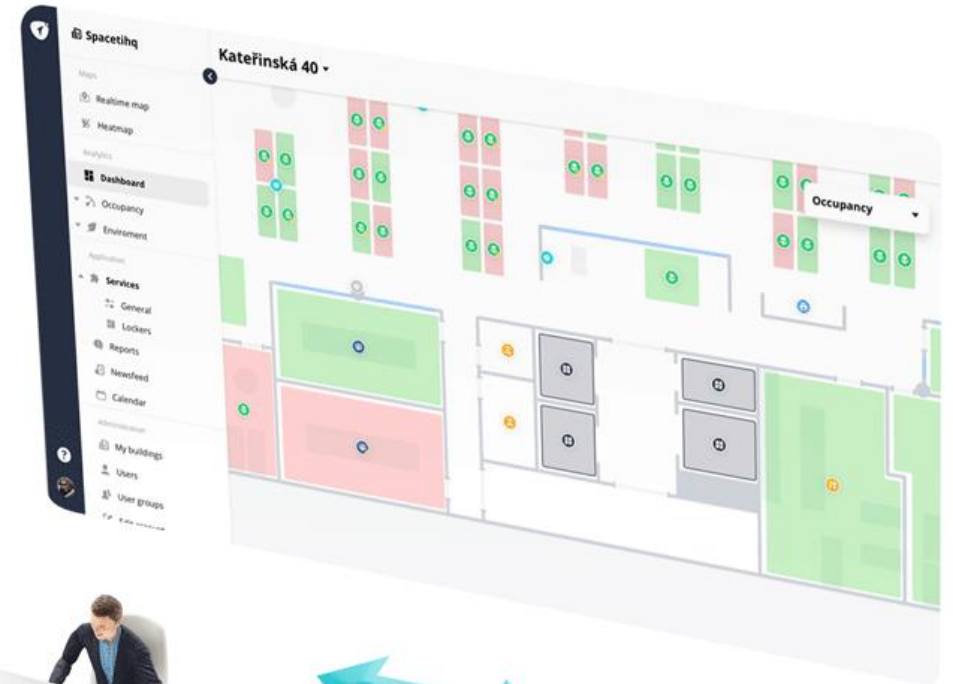 Spacetihq
Kateřinská 40
Maps
Realtime map
Heatmap
Analytics
Dashboard
Occupancy
Enviroment
Application
Services
General
Lockers
Reports
Newsfeed
Calendar
Administration
My buildings
Users
User groups
Occupancy
?